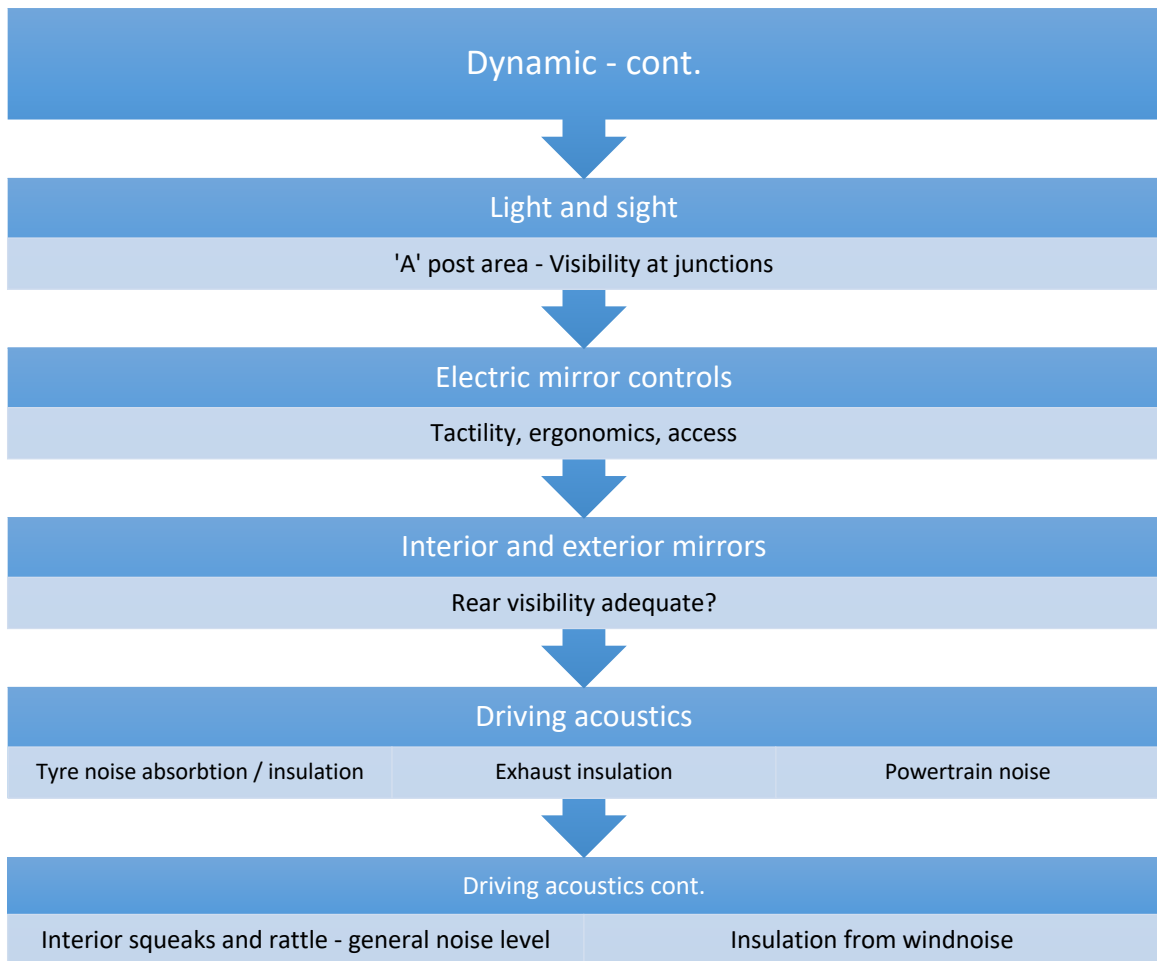 Dynamic - cont.
Light and sight
'A' post area - Visibility at junctions
Electric mirror controls
Tactility, ergonomics, access
Interior and exterior mirrors
Rear visibility adequate?
Driving acoustics
Tyre noise absorbtion / insulation
Exhaust insulation
Powertrain noise
Driving acoustics cont.
Interior squeaks and rattle - general noise level
Insulation from windnoise